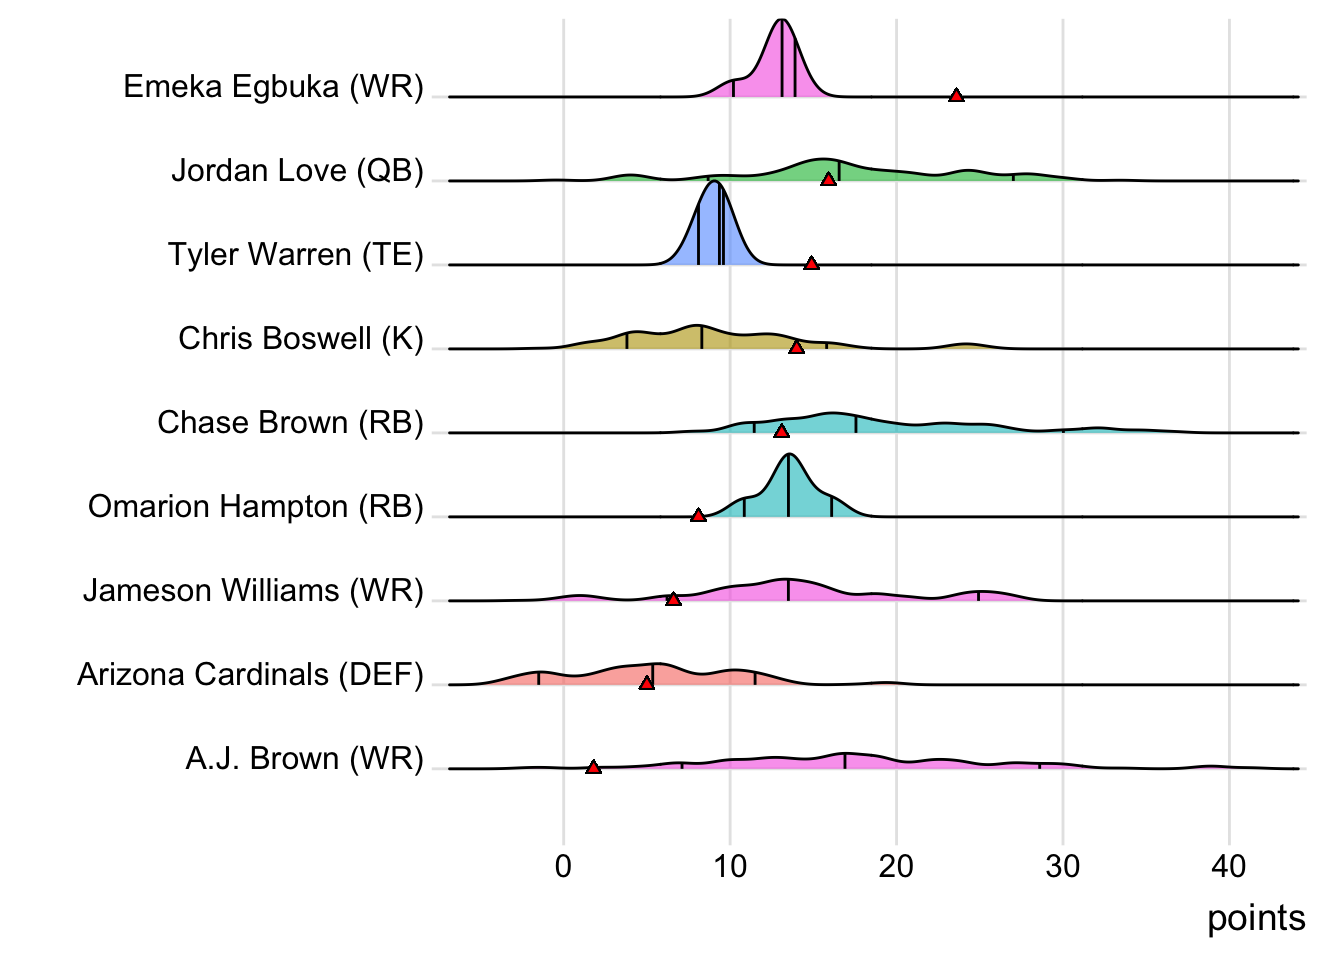 Emeka Egbuka (WR)
Jordan Love (QB)
Tyler Warren (TE)
Chris Boswell (K)
Chase Brown (RB)
Omarion Hampton (RB)
Jameson Williams (WR)
Arizona Cardinals (DEF)
A.J. Brown (WR)
0 10 20 30 40
points